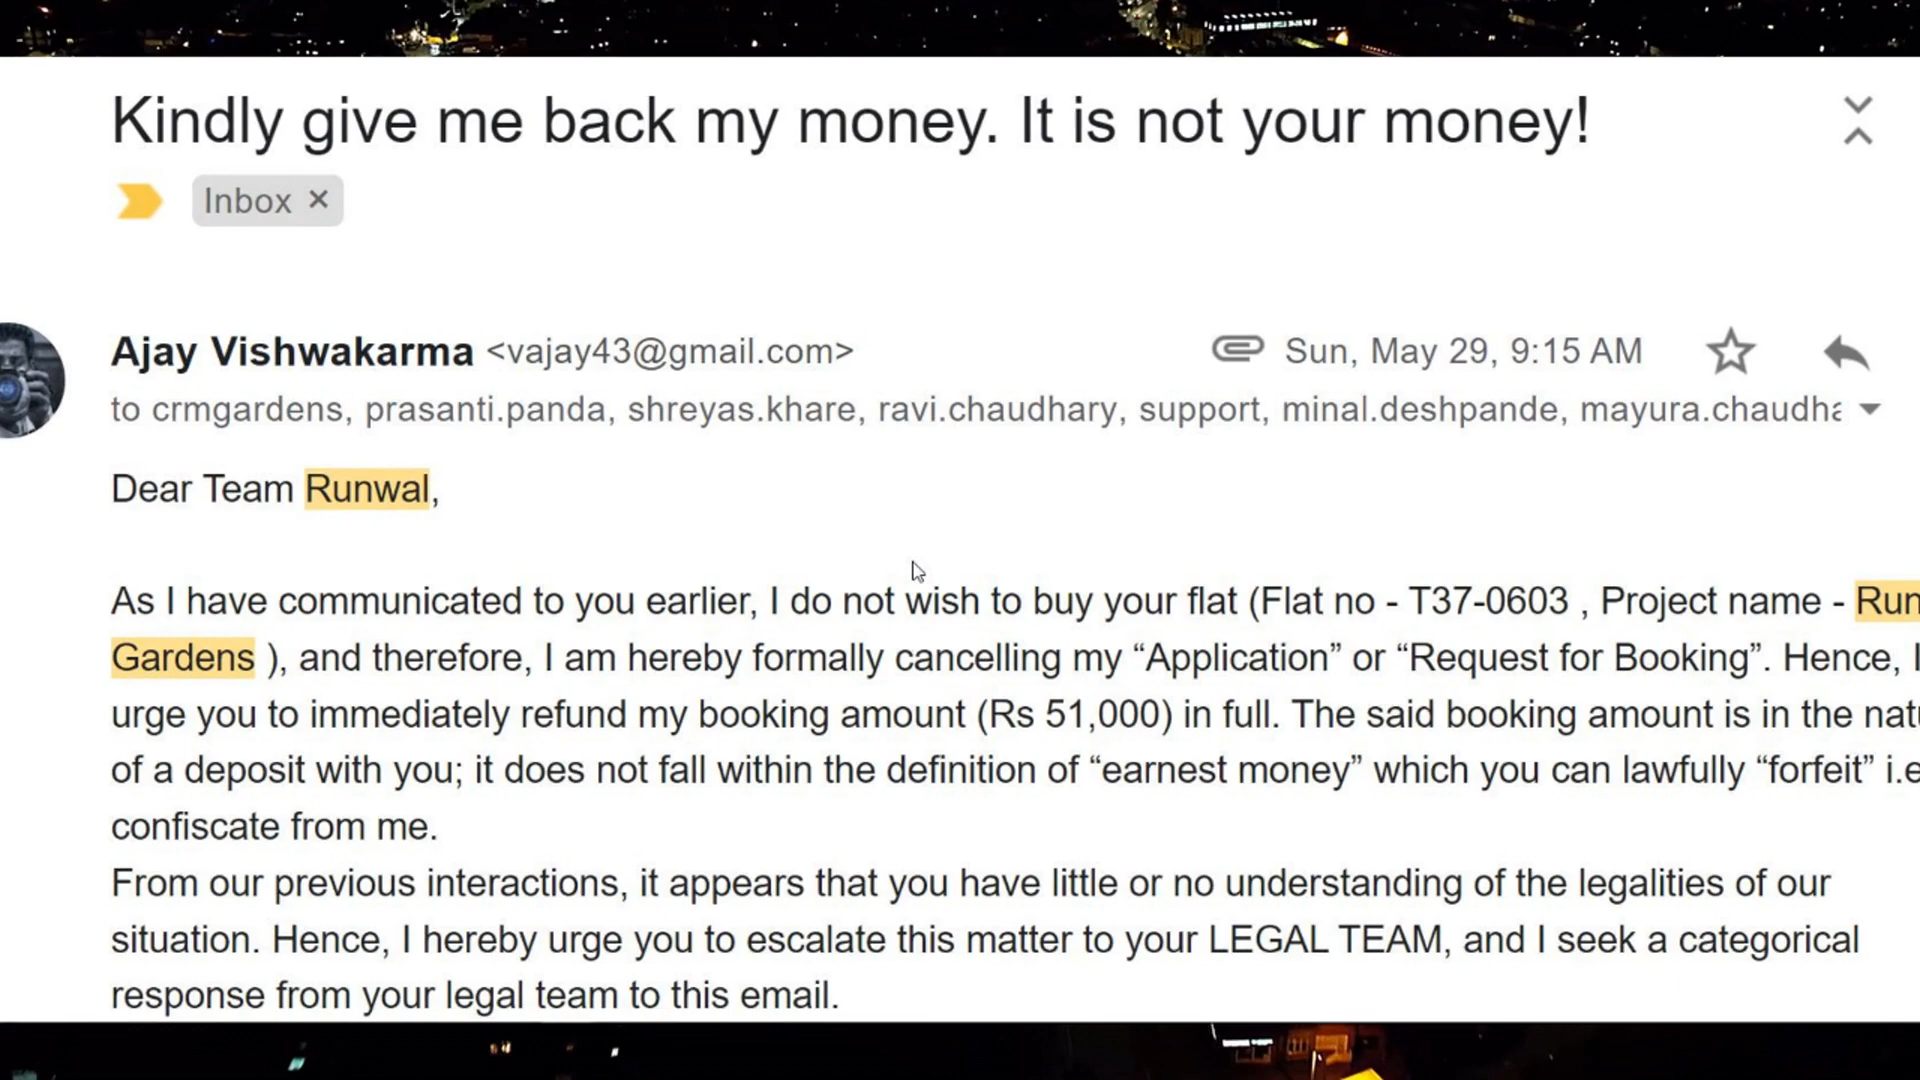 Kindly give me back my money. It is not your money!
Inbox ×
Ajay Vishwakarma <vajay43@gmail.com> Sun, May 29, 9:15 AM
to crmgardens, prasanti.panda, shreyas.khare, ravi.chaudhary, support, minal.deshpande, mayura.chaudha
Dear Team Runwal,
As I have communicated to you earlier, I do not wish to buy your flat (Flat no - T37-0603 , Project name - Run
Gardens ), and therefore, I am hereby formally cancelling my “Application” or “Request for Booking”. Hence, I
urge you to immediately refund my booking amount (Rs 51,000) in full. The said booking amount is in the natu
of a deposit with you; it does not fall within the definition of “earnest money” which you can lawfully “forfeit” i.e
confiscate from me.
From our previous interactions, it appears that you have little or no understanding of the legalities of our
situation. Hence, I hereby urge you to escalate this matter to your LEGAL TEAM, and I seek a categorical
response from your legal team to this email.